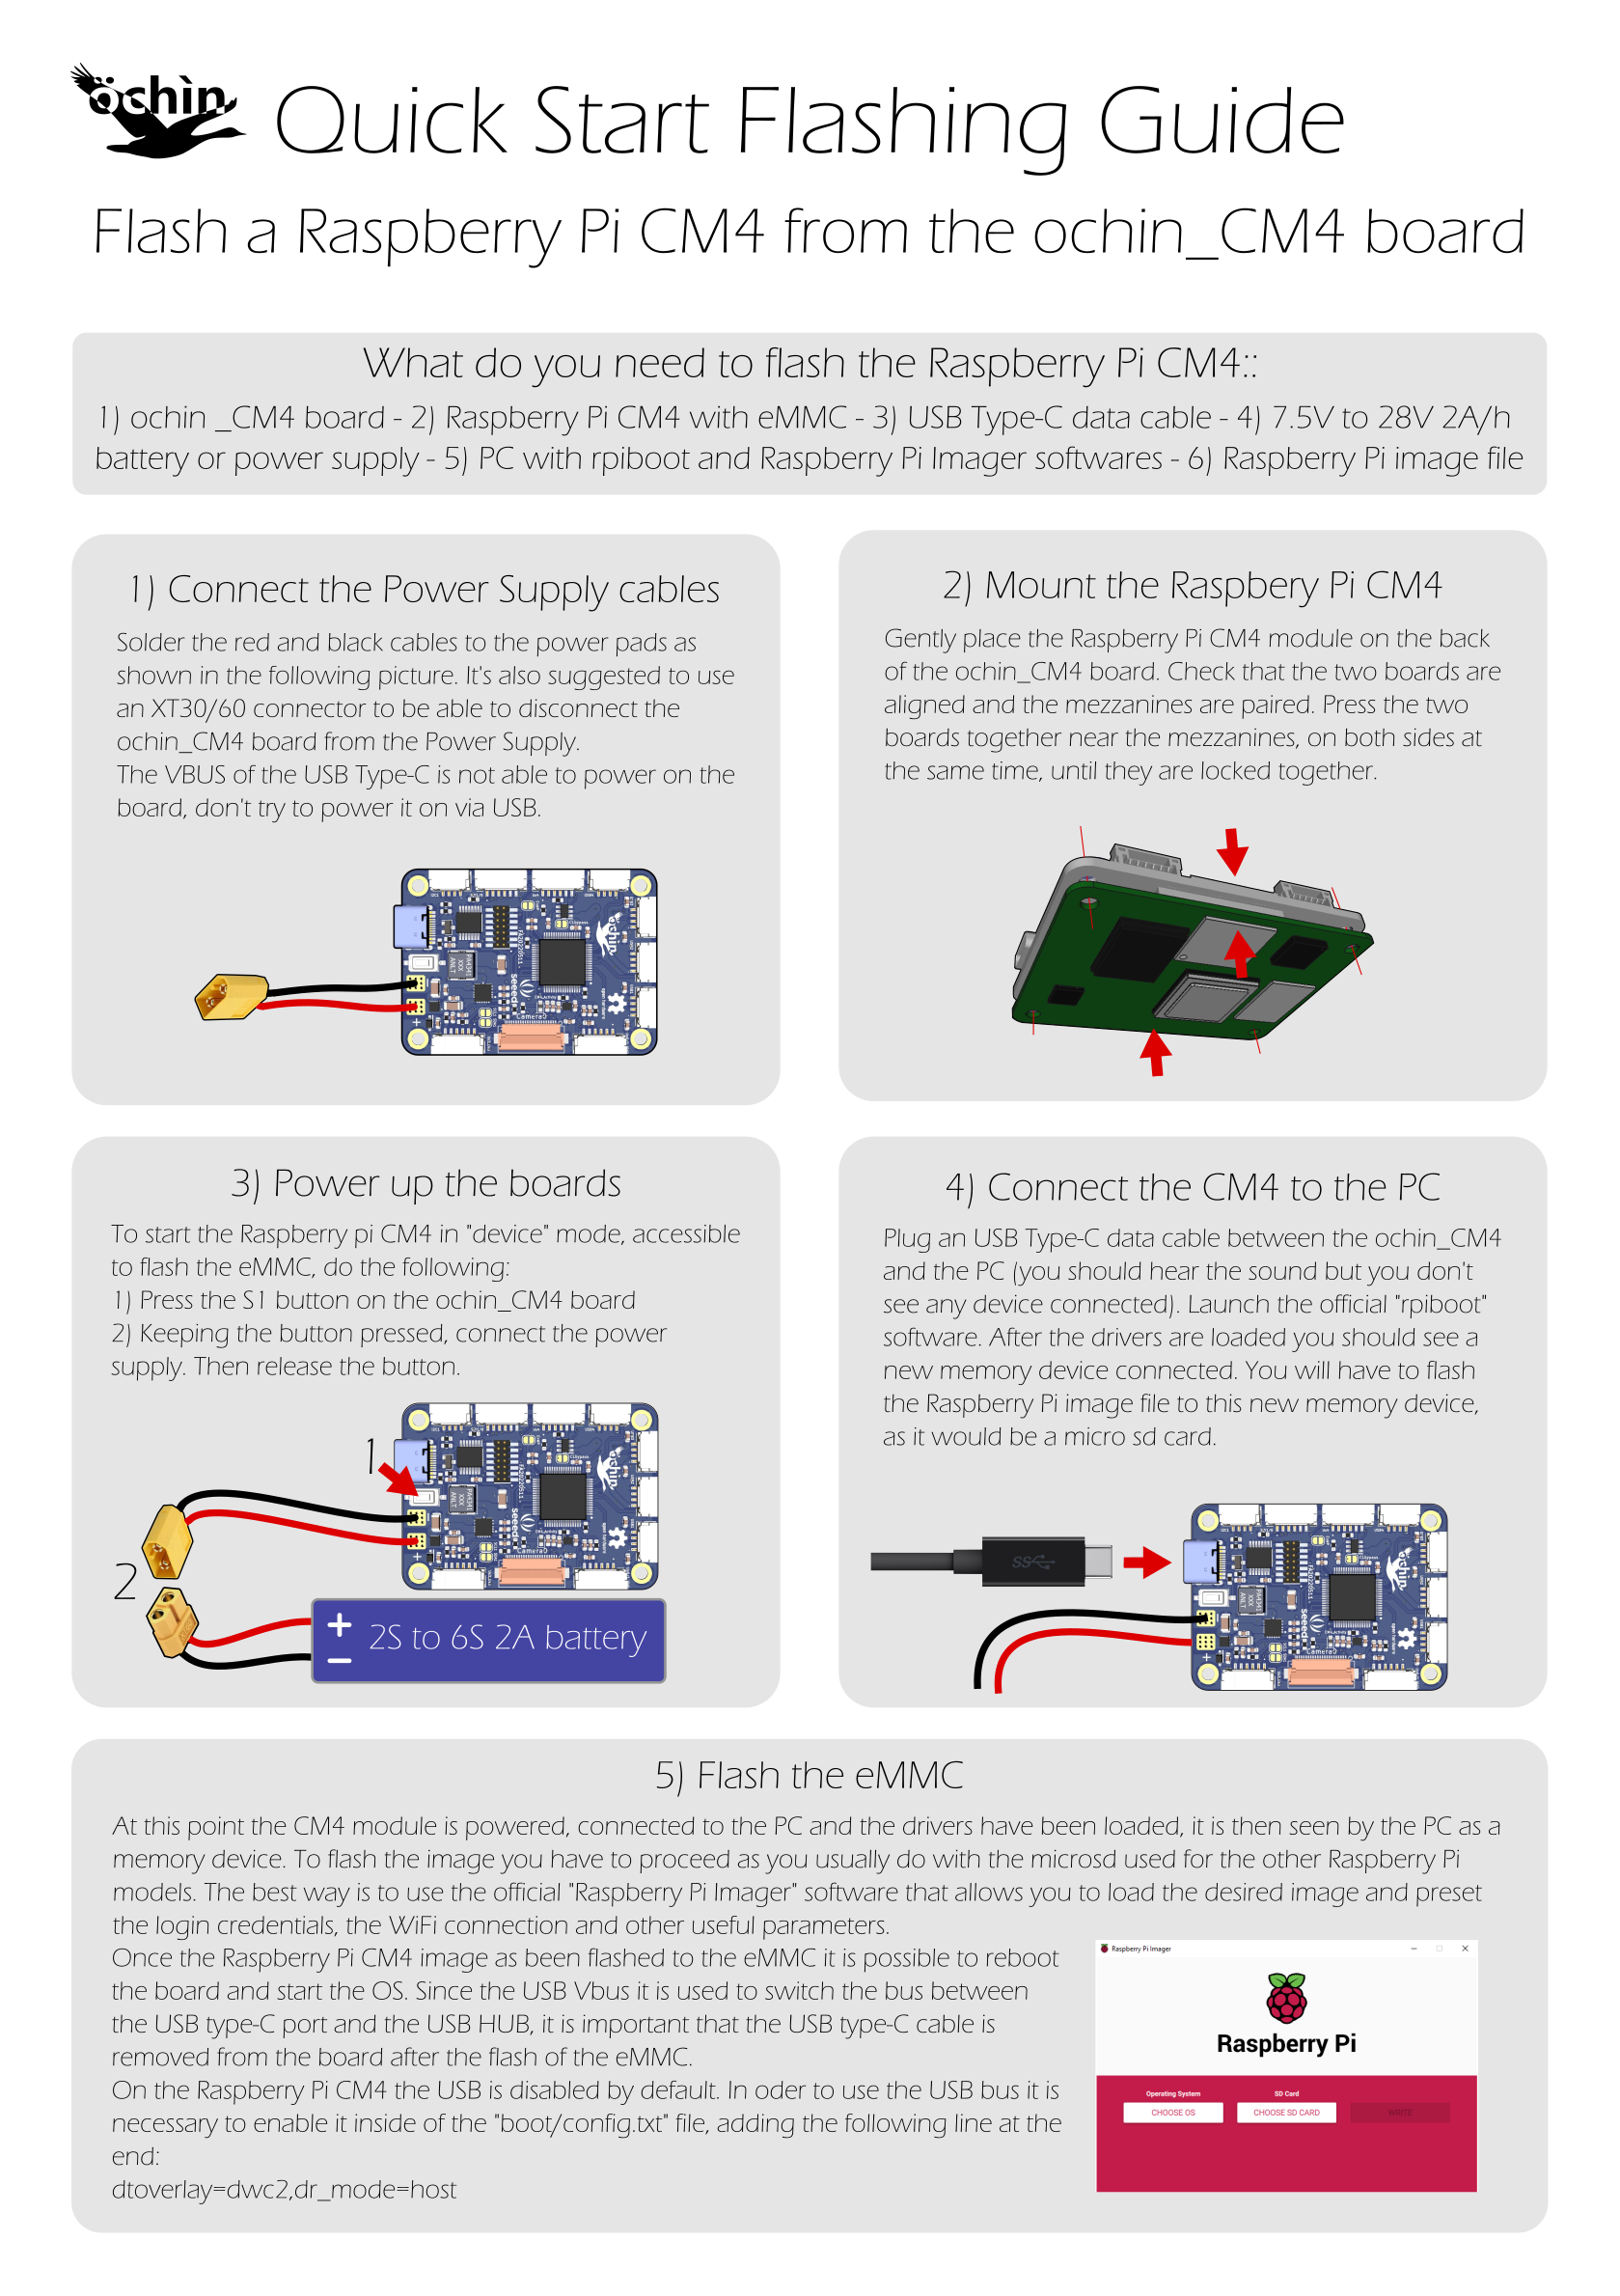 öchìn
Quick Start Flashing Guide
Flash a Raspberry Pi CM4 from the ochin_CM4 board
What do you need to flash the Raspberry Pi CM4::
1) ochin _CM4 board - 2) Raspberry Pi CM4 with eMMC - 3) USB Type-C data cable - 4) 7.5V to 28V 2A/h
battery or power supply - 5) PC with rpiboot and Raspberry Pi Imager softwares - 6) Raspberry Pi image file
1) Connect the Power Supply cables
Solder the red and black cables to the power pads as
shown in the following picture. It's also suggested to use
an XT30/60 connector to be able to disconnect the
ochin_CM4 board from the Power Supply.
The VBUS of the USB Type-C is not able to power on the
board, don't try to power it on via USB.
öchìn
seeed
Camera0
+
2) Mount the Raspbery Pi CM4
Gently place the Raspberry Pi CM4 module on the back
of the ochin_CM4 board. Check that the two boards are
aligned and the mezzanines are paired. Press the two
boards together near the mezzanines, on both sides at
the same time, until they are locked together.
3) Power up the boards
To start the Raspberry pi CM4 in "device" mode, accessible
to flash the eMMC, do the following:
1) Press the S1 button on the ochin_CM4 board
2) Keeping the button pressed, connect the power
supply. Then release the button.
1
2
öchìn
seeed
Camera0
+
+
2S to 6S 2A battery
−
4) Connect the CM4 to the PC
Plug an USB Type-C data cable between the ochin_CM4
and the PC (you should hear the sound but you don't
see any device connected). Launch the official "rpiboot"
software. After the drivers are loaded you should see a
new memory device connected. You will have to flash
the Raspberry Pi image file to this new memory device,
as it would be a micro sd card.
SS
öchìn
seeed
Camera0
+
5) Flash the eMMC
At this point the CM4 module is powered, connected to the PC and the drivers have been loaded, it is then seen by the PC as a
memory device. To flash the image you have to proceed as you usually do with the microsd used for the other Raspberry Pi
models. The best way is to use the official "Raspberry Pi Imager" software that allows you to load the desired image and preset
the login credentials, the WiFi connection and other useful parameters.
Once the Raspberry Pi CM4 image as been flashed to the eMMC it is possible to reboot
the board and start the OS. Since the USB Vbus it is used to switch the bus between
the USB type-C port and the USB HUB, it is important that the USB type-C cable is
removed from the board after the flash of the eMMC.
On the Raspberry Pi CM4 the USB is disabled by default. In oder to use the USB bus it is
necessary to enable it inside of the "boot/config.txt" file, adding the following line at the
end:
dtoverlay=dwc2,dr_mode=host
Raspberry Pi Imager
Raspberry Pi
Operating System
SD Card
CHOOSE OS
CHOOSE SD CARD
WRITE